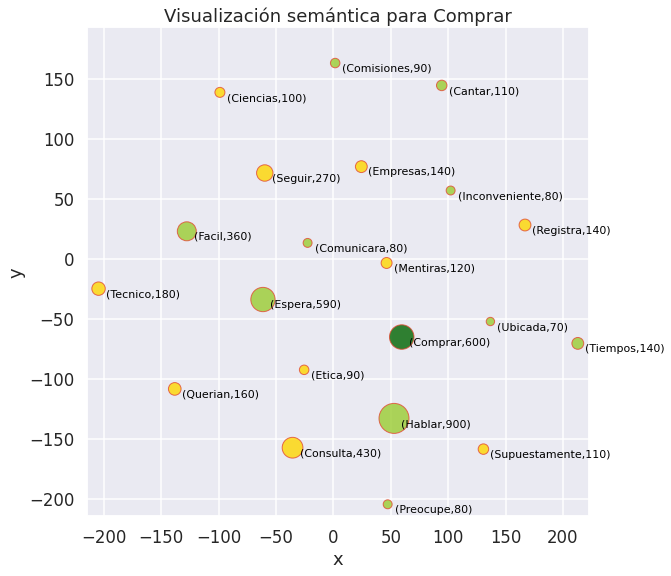 Visualización semántica para Comprar
150
100
50
0
−50
−100
−150
−200
y
(Comisiones,90)
(Cantar,110)
(Ciencias,100)
(Seguir,270)
(Empresas,140)
(Inconveniente,80)
(Registra,140)
(Facil,360)
(Comunicara,80)
(Mentiras,120)
(Tecnico,180)
(Espera,590)
(Ubicada,70)
(Comprar,600)
(Tiempos,140)
(Etica,90)
(Querian,160)
(Hablar,900)
(Consulta,430)
(Supuestamente,110)
(Preocupe,80)
−200 −150 −100 −50 0 50 100 150 200
x